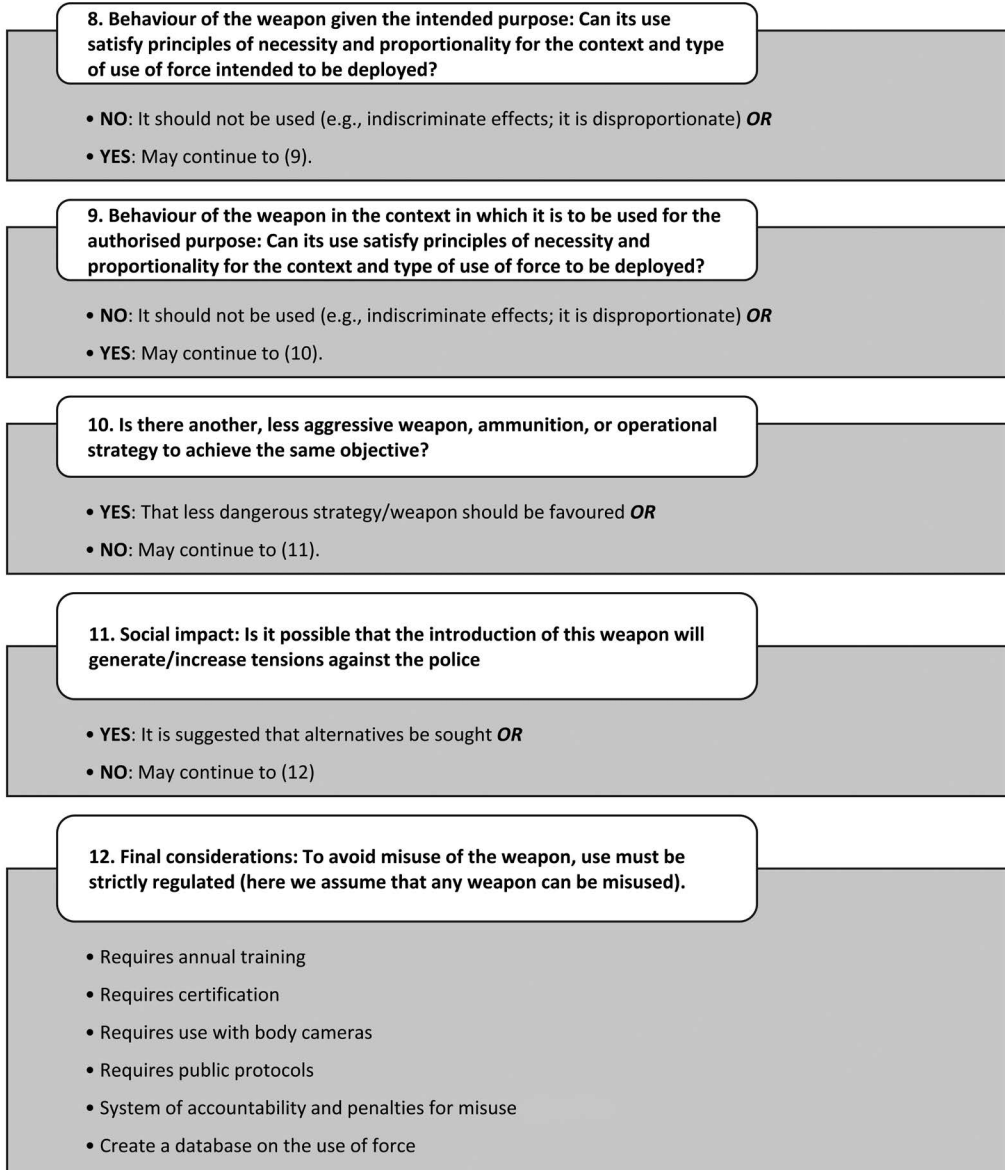 8. Behaviour of the weapon given the intended purpose: Can its use
satisfy principles of necessity and proportionality for the context and type
of use of force intended to be deployed?
• NO: It should not be used (e.g., indiscriminate effects; it is disproportionate) OR
• YES: May continue to (9).
9. Behaviour of the weapon in the context in which it is to be used for the
authorised purpose: Can its use satisfy principles of necessity and
proportionality for the context and type of use of force to be deployed?
• NO: It should not be used (e.g., indiscriminate effects; it is disproportionate) OR
• YES: May continue to (10).
10. Is there another, less aggressive weapon, ammunition, or operational
strategy to achieve the same objective?
• YES: That less dangerous strategy/weapon should be favoured OR
• NO: May continue to (11).
11. Social impact: Is it possible that the introduction of this weapon will
generate/increase tensions against the police
• YES: It is suggested that alternatives be sought OR
• NO: May continue to (12)
12. Final considerations: To avoid misuse of the weapon, use must be
strictly regulated (here we assume that any weapon can be misused).
• Requires annual training
• Requires certification
• Requires use with body cameras
• Requires public protocols
• System of accountability and penalties for misuse
• Create a database on the use of force